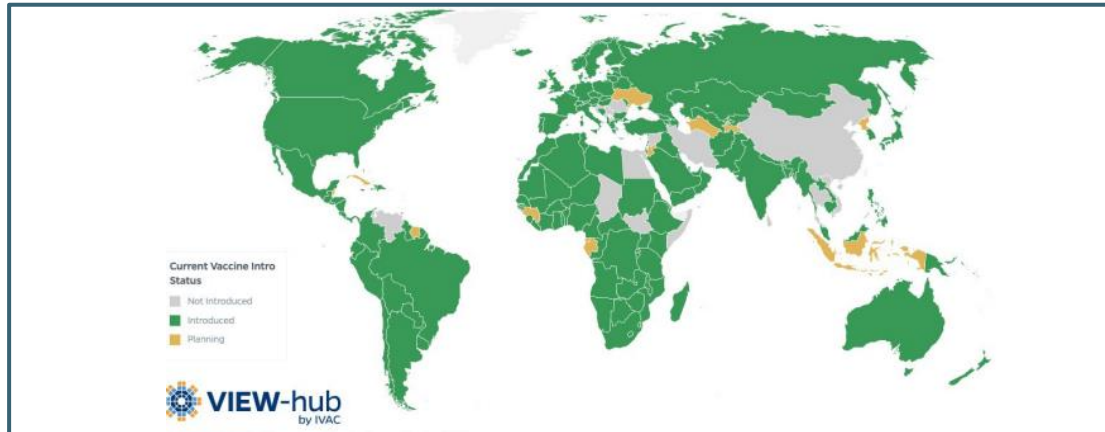 Current Vaccine Intro
Status
Not Introduced
Introduced
Planning
VIEW-hub
by IVAC